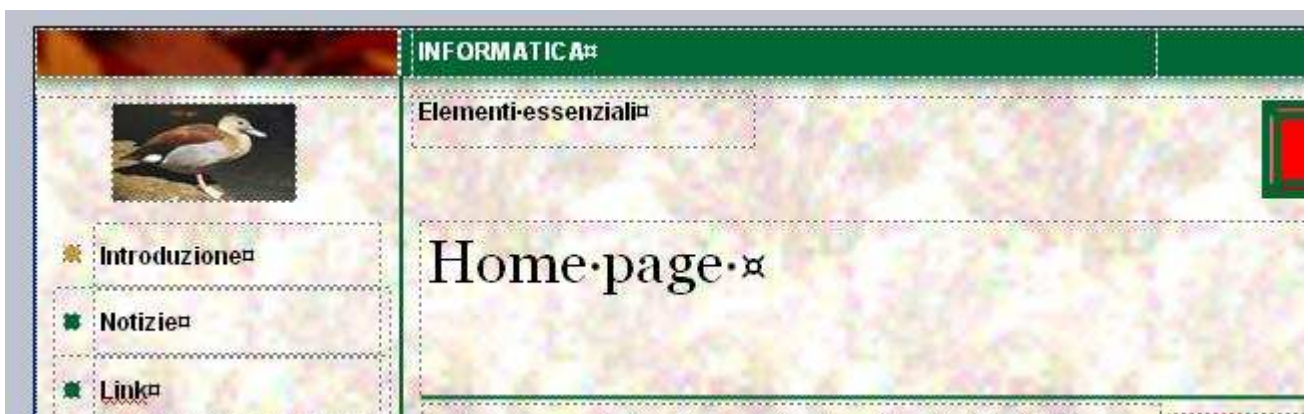 INFORMATICA¤
Elementi·essenziali¤
Introduzione¤
Home·page·¤
Notizie¤
Link¤